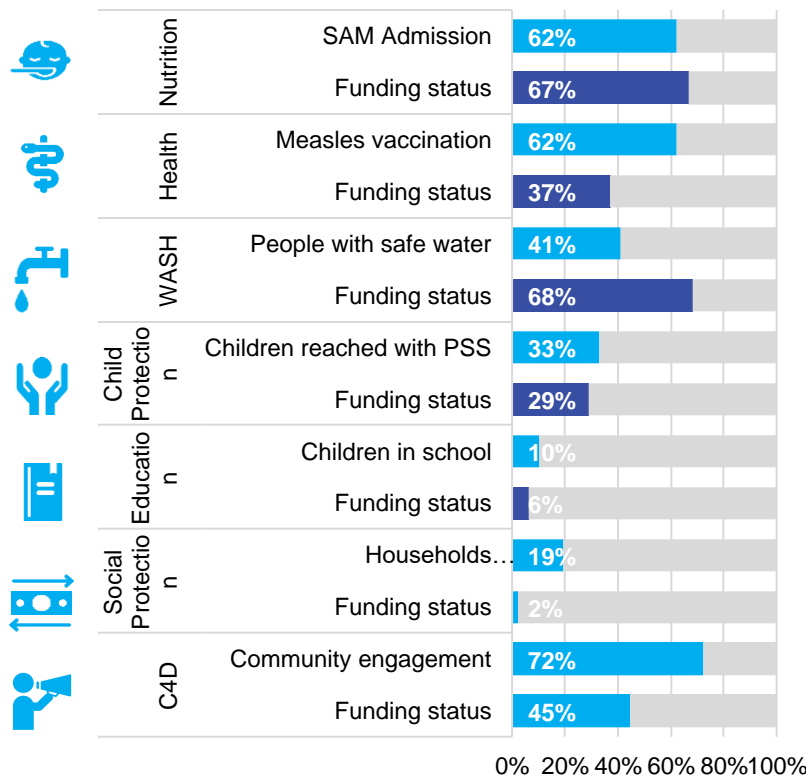 Nutrition
SAM Admission
62%
Funding status
67%
Health
Measles vaccination
62%
Funding status
37%
WASH
People with safe water
41%
Funding status
68%
Child
Protectio
n
Children reached with PSS
33%
Funding status
29%
Educatio
n
Children in school
10%
Funding status
6%
Social
Protectio
n
Households…
19%
Funding status
2%
C4D
Community engagement
72%
Funding status
45%
0% 20% 40% 60% 80%100%